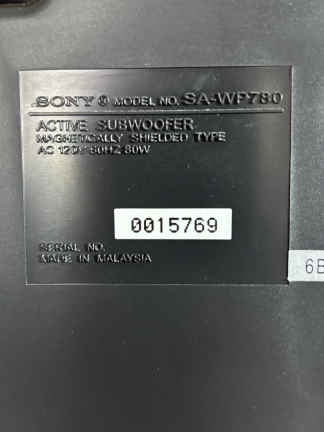 SONY® MODEL NO. SA-WP780
ACTIVE SUBWOOFER
MAGNETICALLY SHIELDED TYPE
AC 120V 60HZ 80W
0015769
SERIAL NO.
MADE IN MALAYSIA